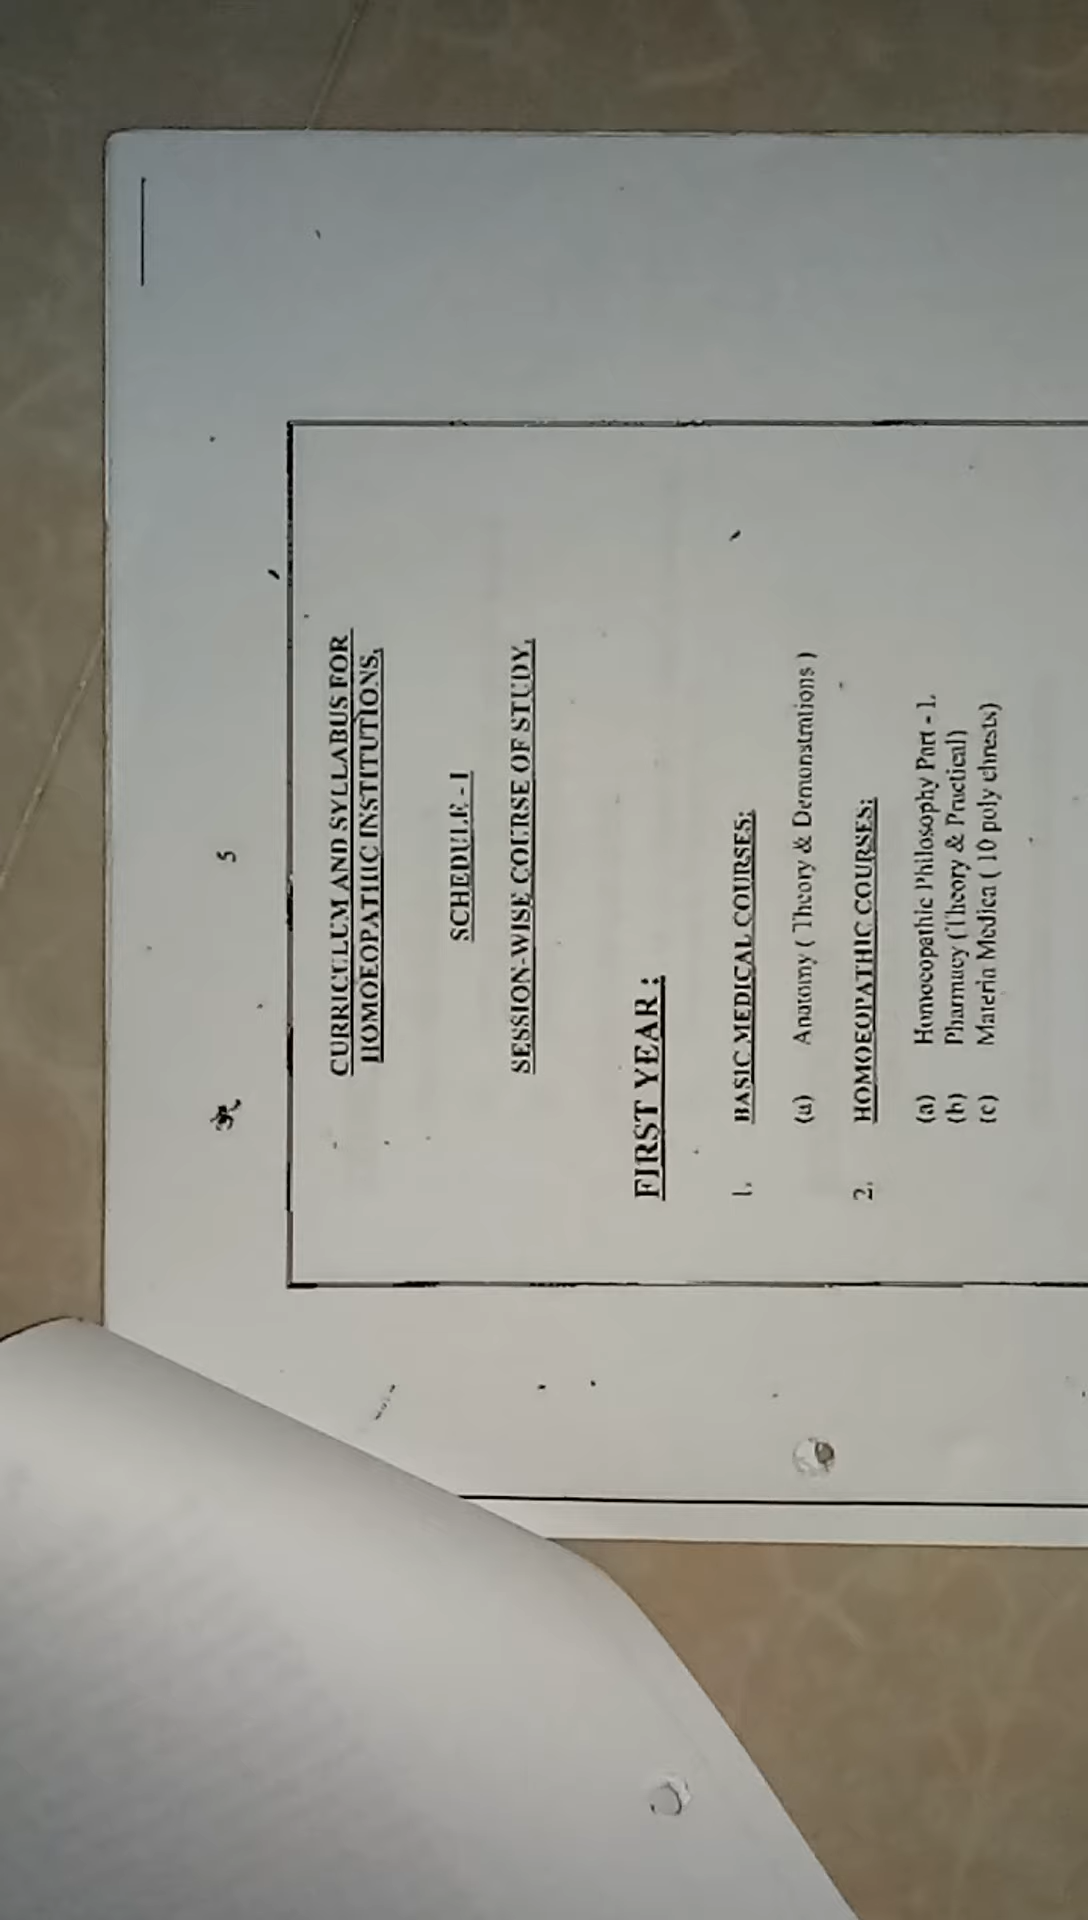 5
CURRICULUM AND SYLLABUS FOR
HOMOEOPATHIC INSTITUTIONS.
SCHEDULE - I
SESSION-WISE COURSE OF STUDY.
FIRST YEAR :
1. BASIC MEDICAL COURSES:
(a) Anatomy ( Theory & Demonstrations )
2. HOMOEOPATHIC COURSES:
(a) Homoeopathic Philosophy Part - 1.
(b) Pharmacy (Theory & Practical)
(c) Materia Medica ( 10 poly chrests)